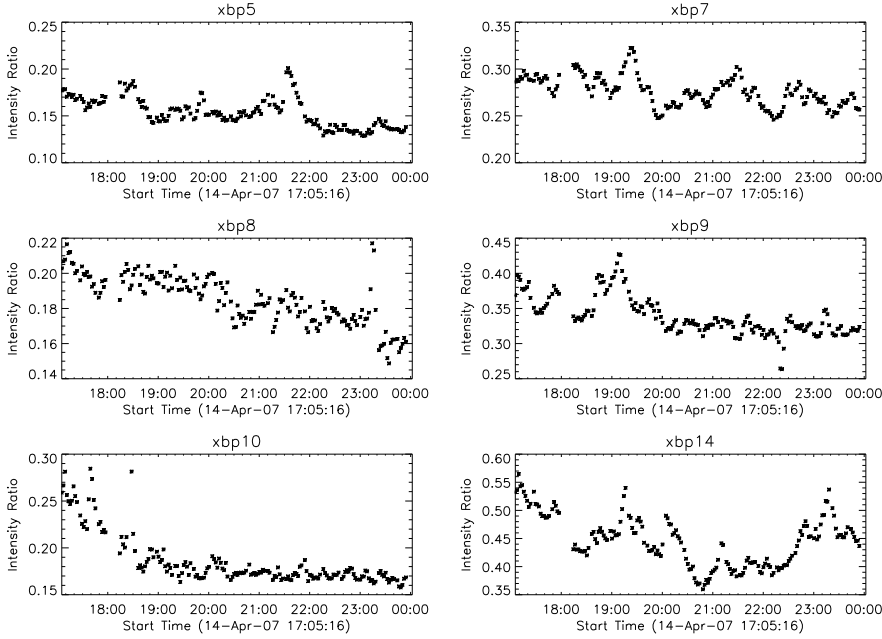 xbp5
0.25
0.20
0.15
0.10
Intensity Ratio
18:00 19:00 20:00 21:00 22:00 23:00 00:00
Start Time (14-Apr-07 17:05:16)
xbp7
0.35
0.30
0.25
0.20
Intensity Ratio
18:00 19:00 20:00 21:00 22:00 23:00 00:00
Start Time (14-Apr-07 17:05:16)
xbp8
0.22
0.20
0.18
0.16
0.14
Intensity Ratio
18:00 19:00 20:00 21:00 22:00 23:00 00:00
Start Time (14-Apr-07 17:05:16)
xbp9
0.45
0.40
0.35
0.30
0.25
Intensity Ratio
18:00 19:00 20:00 21:00 22:00 23:00 00:00
Start Time (14-Apr-07 17:05:16)
xbp10
0.30
0.25
0.20
0.15
Intensity Ratio
18:00 19:00 20:00 21:00 22:00 23:00 00:00
Start Time (14-Apr-07 17:05:16)
xbp14
0.60
0.55
0.50
0.45
0.40
0.35
Intensity Ratio
18:00 19:00 20:00 21:00 22:00 23:00 00:00
Start Time (14-Apr-07 17:05:16)